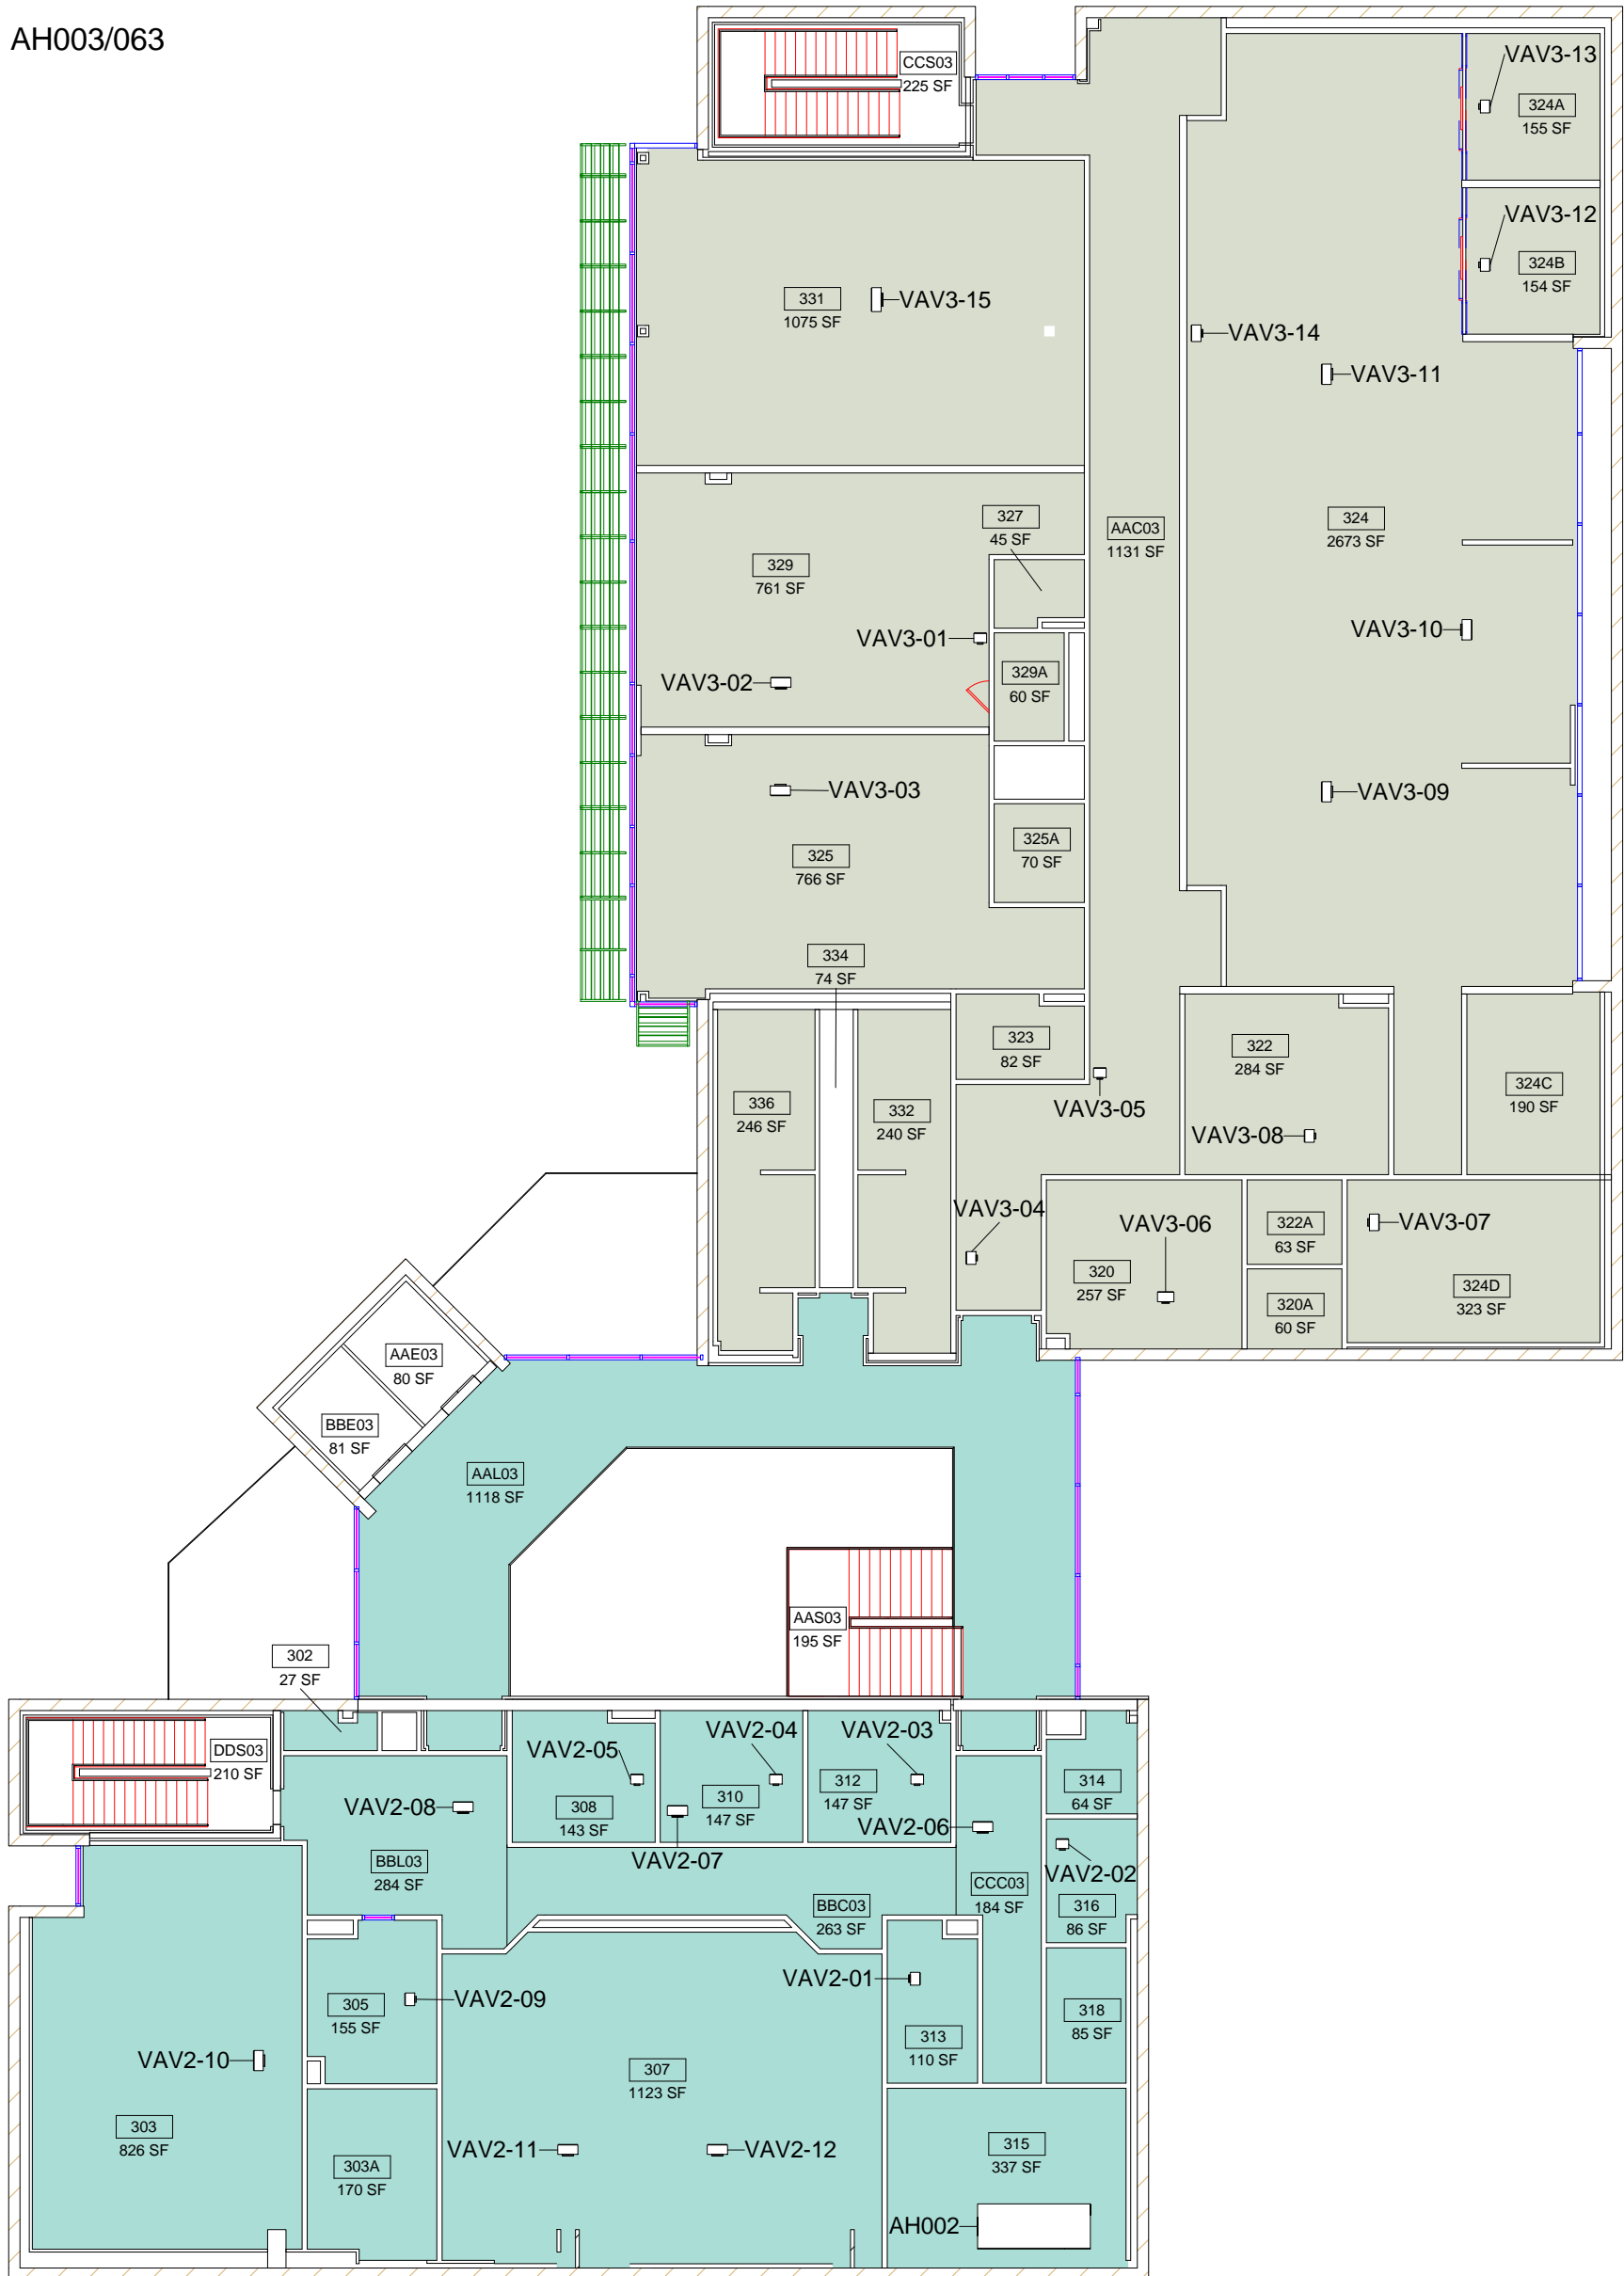 AH003/063
CCS03
225 SF
VAV3-13
324A
155 SF
VAV3-12
324B
154 SF
331
1075 SF
VAV3-15
VAV3-14
VAV3-11
327
45 SF
AAC03
1131 SF
324
2673 SF
329
761 SF
VAV3-01
VAV3-10
VAV3-02
329A
60 SF
VAV3-03
VAV3-09
325
766 SF
325A
70 SF
334
74 SF
323
82 SF
322
284 SF
324C
190 SF
336
246 SF
332
240 SF
VAV3-05
VAV3-08
VAV3-04
VAV3-06
322A
63 SF
VAV3-07
320
257 SF
320A
60 SF
324D
323 SF
AAE03
80 SF
BBE03
81 SF
AAL03
1118 SF
AAS03
195 SF
302
27 SF
DDS03
210 SF
VAV2-05
VAV2-04
VAV2-03
VAV2-08
308
143 SF
310
147 SF
312
147 SF
314
64 SF
VAV2-06
VAV2-07
BBL03
284 SF
VAV2-02
CCC03
184 SF
BBC03
263 SF
316
86 SF
VAV2-01
305
155 SF
VAV2-09
313
110 SF
318
85 SF
VAV2-10
307
1123 SF
303
826 SF
VAV2-11
VAV2-12
315
337 SF
303A
170 SF
AH002